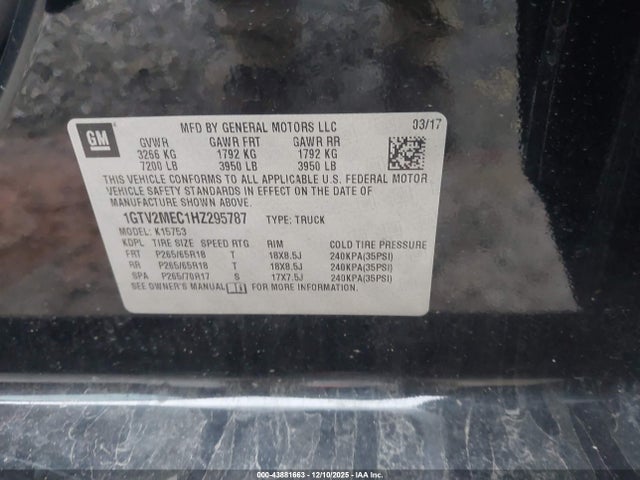 GM
MFD BY GENERAL MOTORS LLC 03/17
GVWR GAWR FRT GAWR RR
3266 KG 1792 KG 1792 KG
7200 LB 3950 LB 3950 LB
THIS VEHICLE CONFORMS TO ALL APPLICABLE U.S. FEDERAL MOTOR
VEHICLE SAFETY STANDARDS IN EFFECT ON THE DATE OF
MANUFACTURE SHOWN ABOVE.
1GTV2MEC1HZ295787 TYPE: TRUCK
MODEL: K15753
KDPL TIRE SIZE SPEED RTG RIM COLD TIRE PRESSURE
FRT P265/65R18 T 18X8.5J 240KPA(35PSI)
RR P265/65R18 T 18X8.5J 240KPA(35PSI)
SPA P265/70R17 S 17X7.5J 240KPA(35PSI)
SEE OWNER'S MANUAL
000-43881663 - 12/10/2025 - IAA Inc.